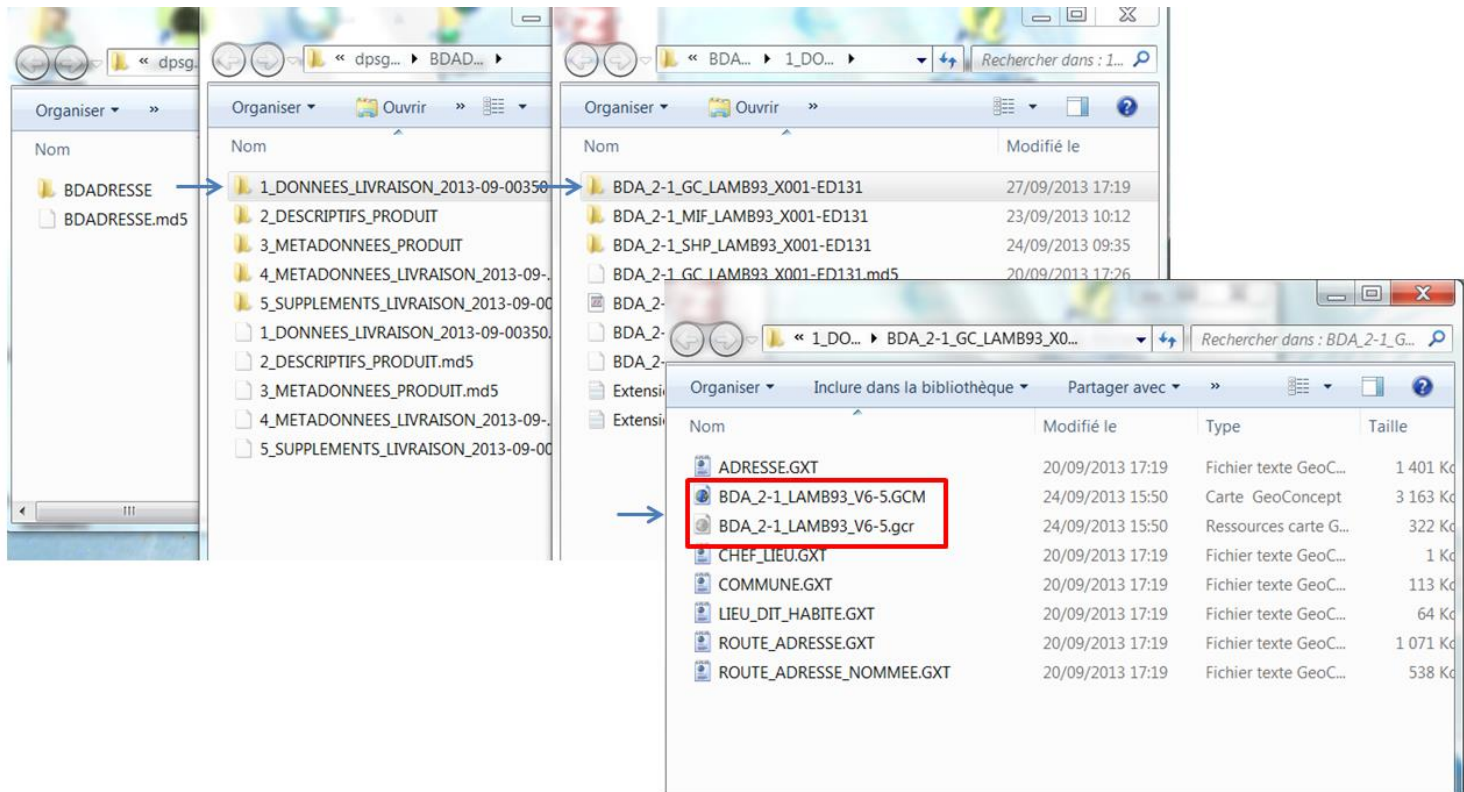 « dpsg.
Organiser »
Nom
BDADRESSE
BDADRESSE.md5
« dpsg... BDAD...
Organiser Ouvrir »
Nom
1_DONNEES_LIVRAISON_2013-09-00350
2_DESCRIPTIFS_PRODUIT
3_METADONNEES_PRODUIT
4_METADONNEES_LIVRAISON_2013-09-.
5_SUPPLEMENTS_LIVRAISON_2013-09-00
1_DONNEES_LIVRAISON_2013-09-00350.
2_DESCRIPTIFS_PRODUIT.md5
3_METADONNEES_PRODUIT.md5
4_METADONNEES_LIVRAISON_2013-09-.
5_SUPPLEMENTS_LIVRAISON_2013-09-00
« BDA... 1_DO... Rechercher dans : 1...
Organiser Ouvrir »
Nom Modifié le
BDA_2-1_GC_LAMB93_X001-ED131 27/09/2013 17:19
BDA_2-1_MIF_LAMB93_X001-ED131 23/09/2013 10:12
BDA_2-1_SHP_LAMB93_X001-ED131 24/09/2013 09:35
BDA_2-1_GC_LAMB93_X001-ED131.md5 20/09/2013 17:26
BDA_2-
BDA_2-
BDA_2-
Extensi
Extensi
« 1_DO... BDA_2-1_GC_LAMB93_X0... Rechercher dans : BDA_2-1_G...
Organiser Inclure dans la bibliothèque Partager avec »
Nom Modifié le Type Taille
ADRESSE.GXT 20/09/2013 17:19 Fichier texte GeoC... 1 401 Ko
BDA_2-1_LAMB93_V6-5.GCM 24/09/2013 15:50 Carte GeoConcept 3 163 Ko
BDA_2-1_LAMB93_V6-5.gcr 24/09/2013 15:50 Ressources carte G... 322 Ko
CHEF_LIEU.GXT 20/09/2013 17:19 Fichier texte GeoC... 1 Ko
COMMUNE.GXT 20/09/2013 17:19 Fichier texte GeoC... 113 Ko
LIEU_DIT_HABITE.GXT 20/09/2013 17:19 Fichier texte GeoC... 64 Ko
ROUTE_ADRESSE.GXT 20/09/2013 17:19 Fichier texte GeoC... 1 071 Ko
ROUTE_ADRESSE_NOMMEE.GXT 20/09/2013 17:19 Fichier texte GeoC... 538 Ko